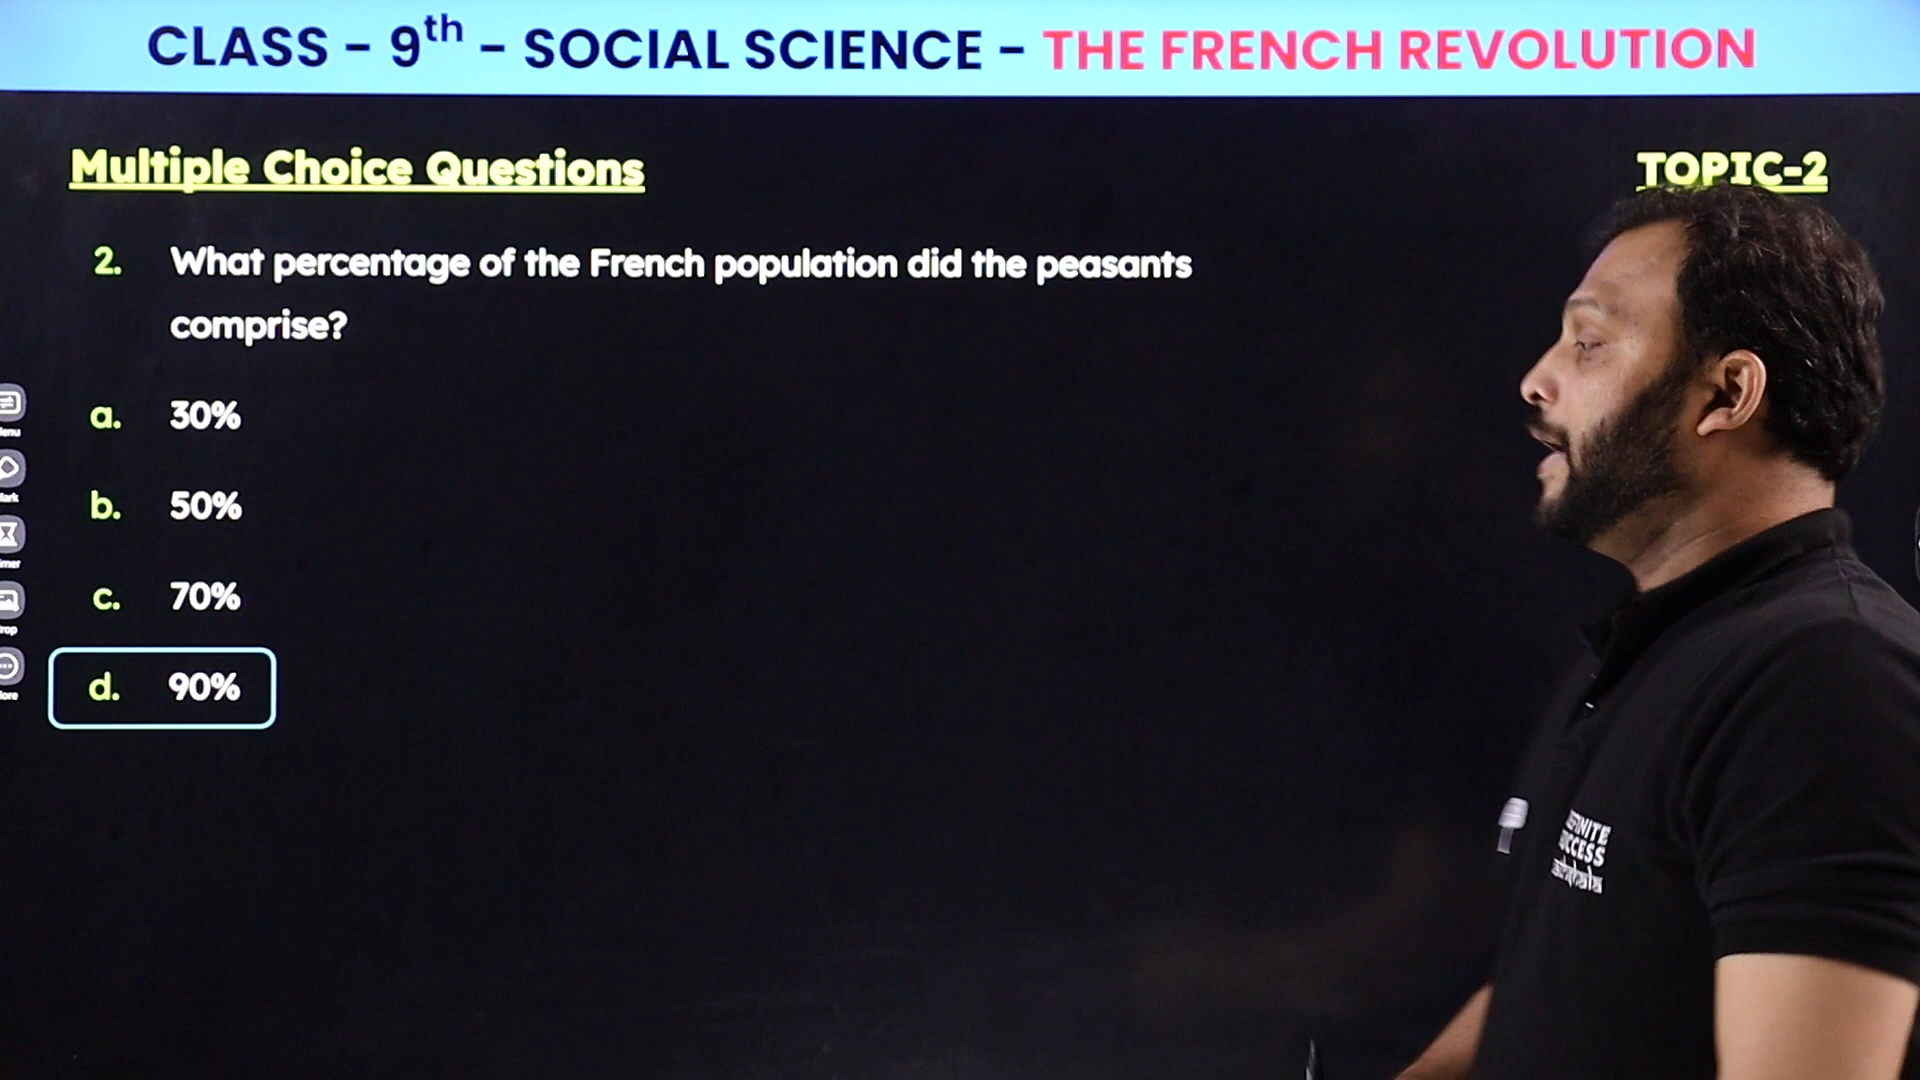 CLASS - 9th - SOCIAL SCIENCE - THE FRENCH REVOLUTION
Multiple Choice Questions
TOPIC-2
2. What percentage of the French population did the peasants
comprise?
a. 30%
b. 50%
c. 70%
d. 90%